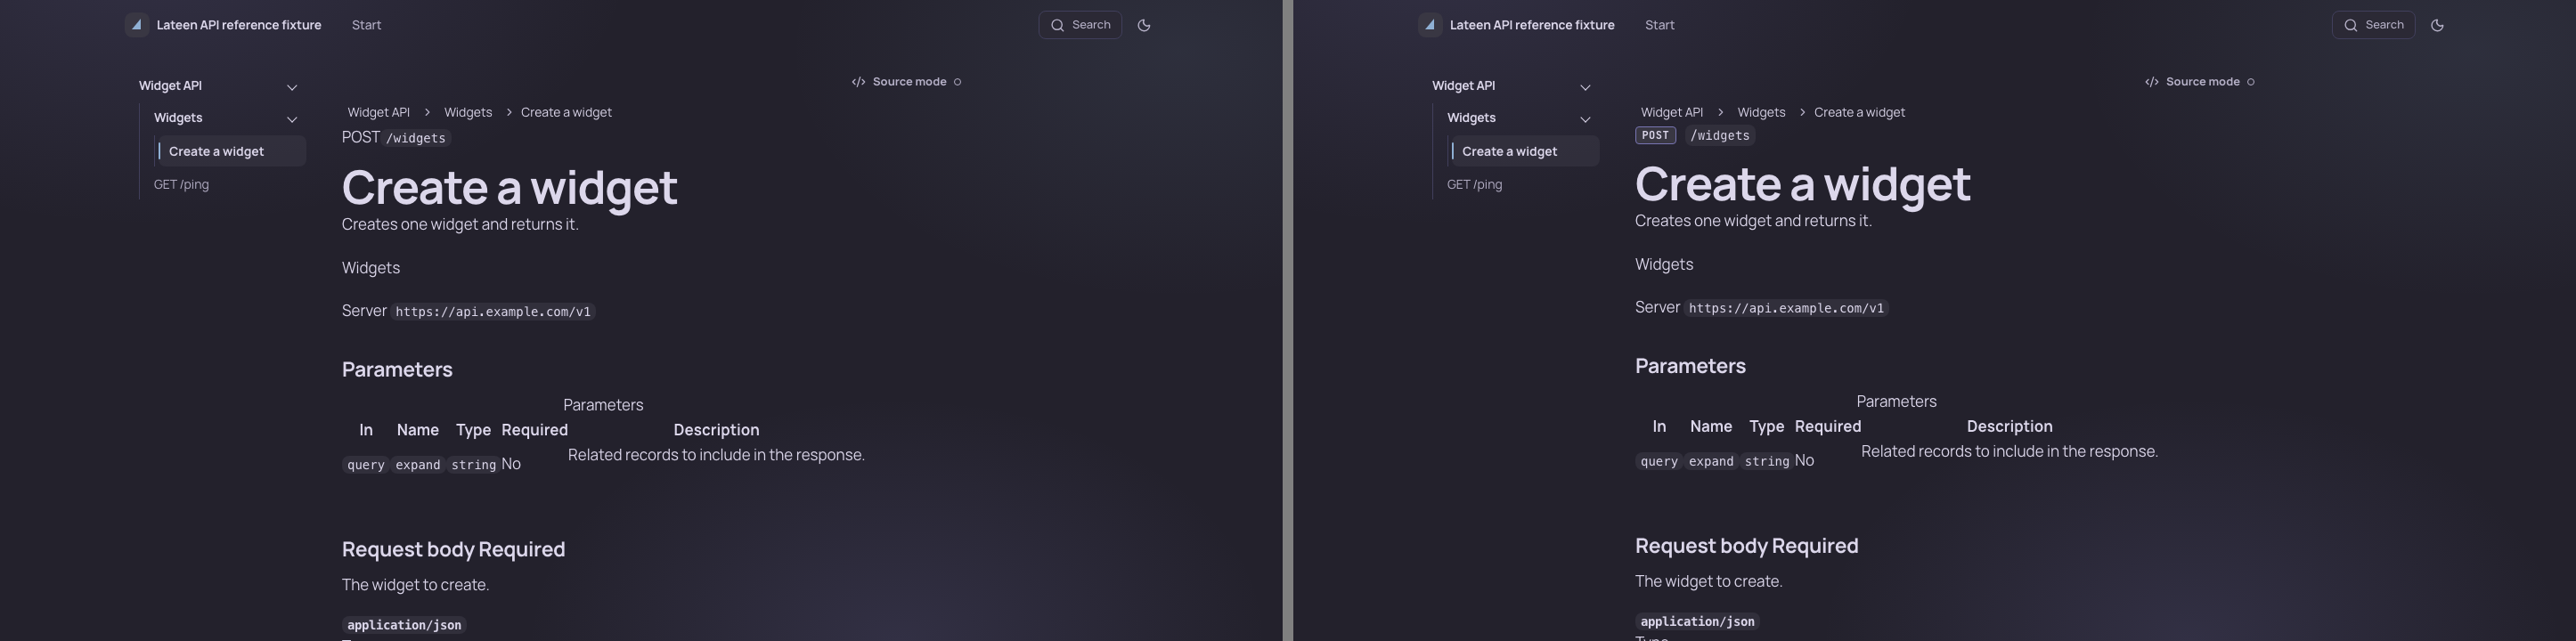 Lateen API reference fixture Start Search
Source mode
Widget API
Widgets
Create a widget
GET /ping
Widget API > Widgets > Create a widget
POST /widgets
Create a widget
Creates one widget and returns it.
Widgets
Server https://api.example.com/v1
Parameters
Parameters
In Name Type Required Description
query expand string No Related records to include in the response.
Request body Required
The widget to create.
application/json
Lateen API reference fixture Start Search
Source mode
Widget API
Widgets
Create a widget
GET /ping
Widget API > Widgets > Create a widget
POST /widgets
Create a widget
Creates one widget and returns it.
Widgets
Server https://api.example.com/v1
Parameters
Parameters
In Name Type Required Description
query expand string No Related records to include in the response.
Request body Required
The widget to create.
application/json